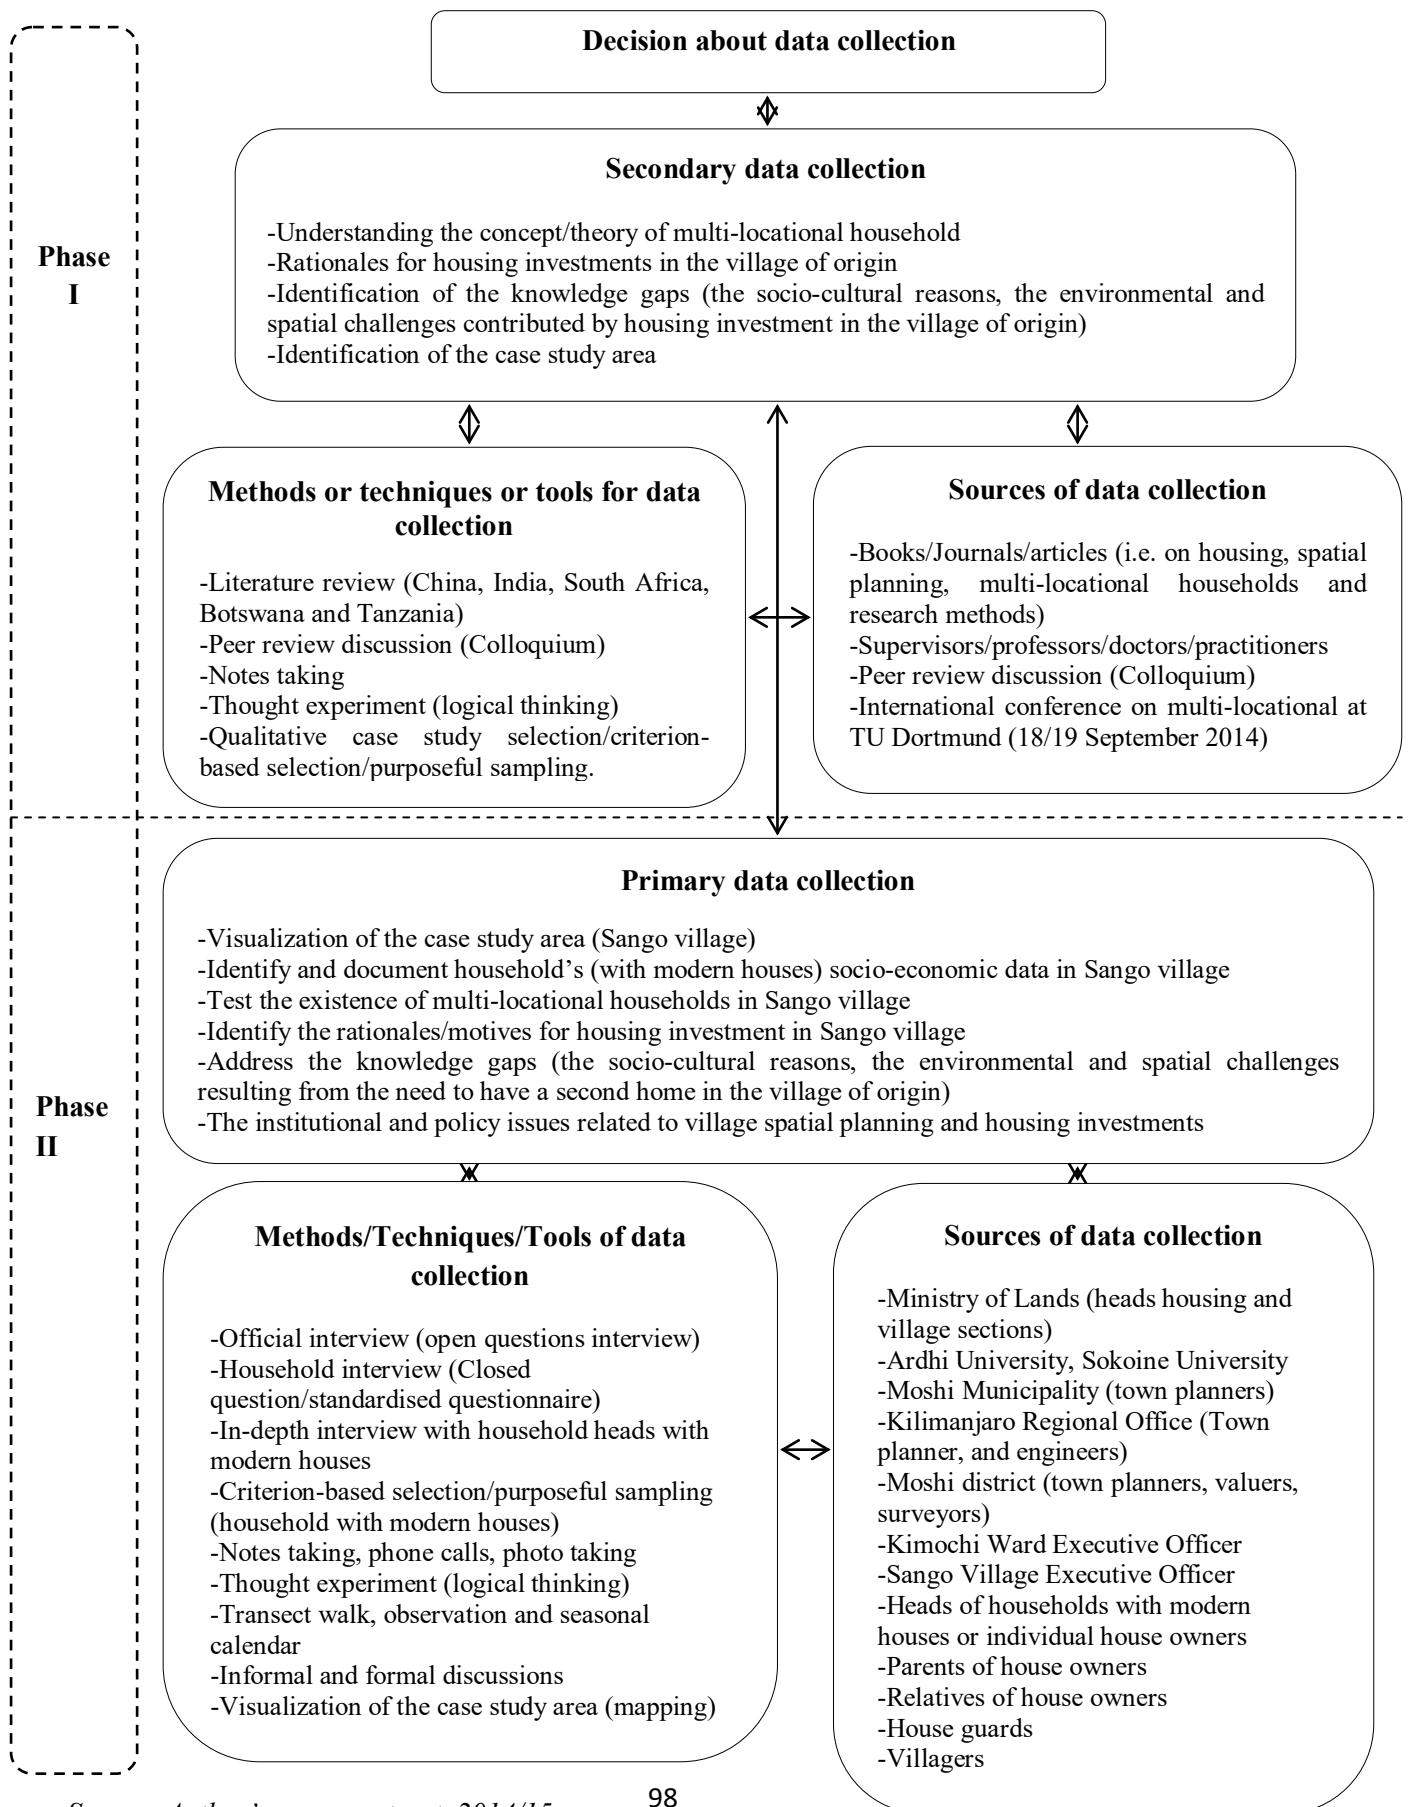 Decision about data collection
Secondary data collection
-Understanding the concept/theory of multi-locational household
-Rationales for housing investments in the village of origin
-Identification of the knowledge gaps (the socio-cultural reasons, the environmental and
spatial challenges contributed by housing investment in the village of origin)
-Identification of the case study area
Phase
I
Methods or techniques or tools for data
collection
-Literature review (China, India, South Africa,
Botswana and Tanzania)
-Peer review discussion (Colloquium)
-Notes taking
-Thought experiment (logical thinking)
-Qualitative case study selection/criterion-
based selection/purposeful sampling.
Sources of data collection
-Books/Journals/articles (i.e. on housing, spatial
planning, multi-locational households and
research methods)
-Supervisors/professors/doctors/practitioners
-Peer review discussion (Colloquium)
-International conference on multi-locational at
TU Dortmund (18/19 September 2014)
Primary data collection
-Visualization of the case study area (Sango village)
-Identify and document household's (with modern houses) socio-economic data in Sango village
-Test the existence of multi-locational households in Sango village
-Identify the rationales/motives for housing investment in Sango village
-Address the knowledge gaps (the socio-cultural reasons, the environmental and spatial challenges
resulting from the need to have a second home in the village of origin)
-The institutional and policy issues related to village spatial planning and housing investments
Phase
II
Methods/Techniques/Tools of data
collection
-Official interview (open questions interview)
-Household interview (Closed
question/standardised questionnaire)
-In-depth interview with household heads with
modern houses
-Criterion-based selection/purposeful sampling
(household with modern houses)
-Notes taking, phone calls, photo taking
-Thought experiment (logical thinking)
-Transect walk, observation and seasonal
calendar
-Informal and formal discussions
-Visualization of the case study area (mapping)
Sources of data collection
-Ministry of Lands (heads housing and
village sections)
-Ardhi University, Sokoine University
-Moshi Municipality (town planners)
-Kilimanjaro Regional Office (Town
planner, and engineers)
-Moshi district (town planners, valuers,
surveyors)
-Kimochi Ward Executive Officer
-Sango Village Executive Officer
-Heads of households with modern
houses or individual house owners
-Parents of house owners
-Relatives of house owners
-House guards
-Villagers
98